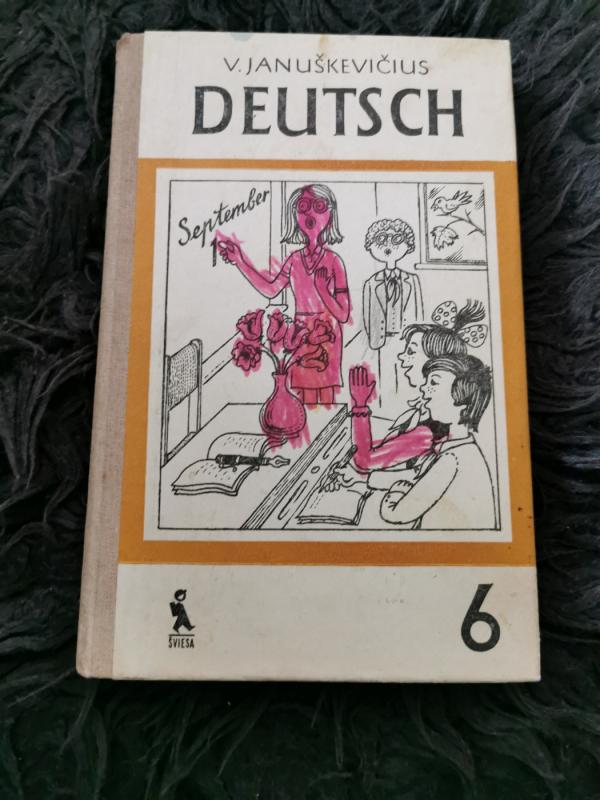 V. JANUŠKEVIČIUS
DEUTSCH
September
1
ŠVIESA
6